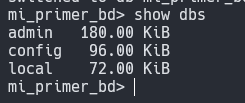 mi_primer_bd> show dbs
admin   180.00 KiB
config   96.00 KiB
local    72.00 KiB
mi_primer_bd>